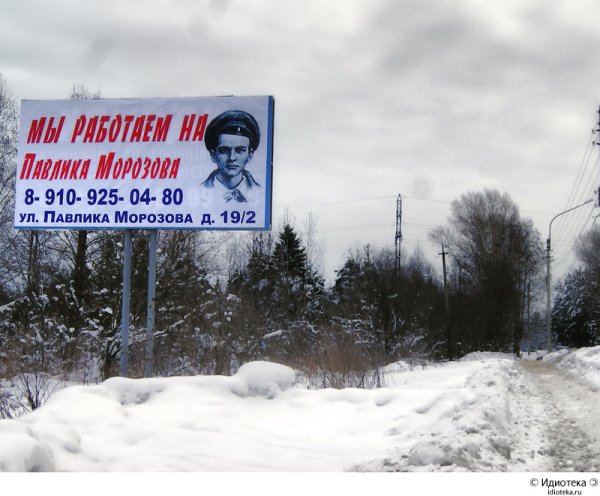 МЫ РАБОТАЕМ НА
ПАВЛИКА МОРОЗОВА
8- 910- 925- 04- 80
УЛ. ПАВЛИКА МОРОЗОВА Д. 19/2
© Идиотека
idioteka.ru